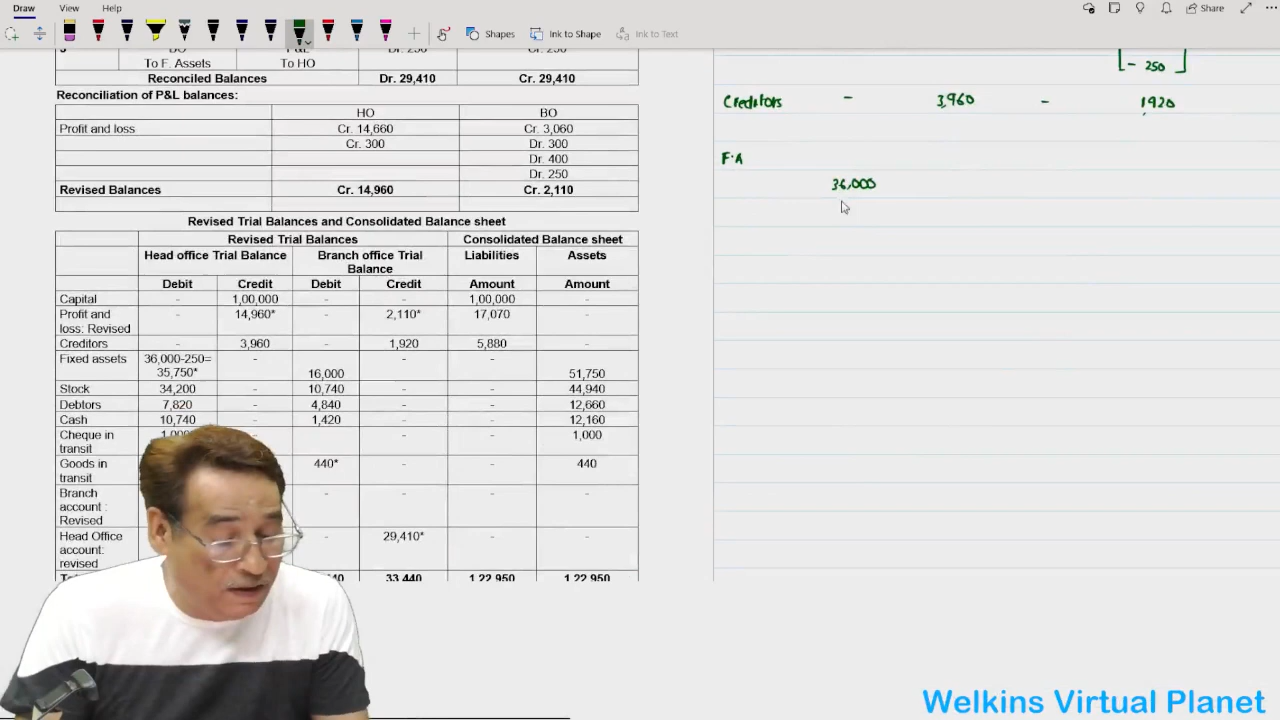 Draw View Help
Share
Shapes Ink to Shape Ink to Text
To F. Assets To HO
Reconciled Balances Dr. 29,410 Cr. 29,410
Reconciliation of P&L balances:
HO BO
Profit and loss Cr. 14,660 Cr. 3,060
Cr. 300 Dr. 300
Dr. 400
Dr. 250
Revised Balances Cr. 14,960 Cr. 2,110
Revised Trial Balances and Consolidated Balance sheet
Revised Trial Balances Consolidated Balance sheet
Head office Trial Balance Branch office Trial Balance Liabilities Assets
Debit Credit Debit Credit Amount Amount
Capital - 1,00,000 - - 1,00,000 -
Profit and loss: Revised - 14,960* - 2,110* 17,070 -
Creditors - 3,960 - 1,920 5,880 -
Fixed assets 36,000-250= 35,750* - 16,000 - - 51,750
Stock 34,200 - 10,740 - - 44,940
Debtors 7,820 - 4,840 - - 12,660
Cash 10,740 - 1,420 - - 12,160
Cheque in transit - - 1,000
Goods in transit 440* - - 440
Branch account : Revised - - - -
Head Office account: revised - 29,410* - -
33,440 1,22,950 1,22,950
[- 250]
Creditors - 3,960 - 1920
F.A
36,000
Welkins Virtual Planet